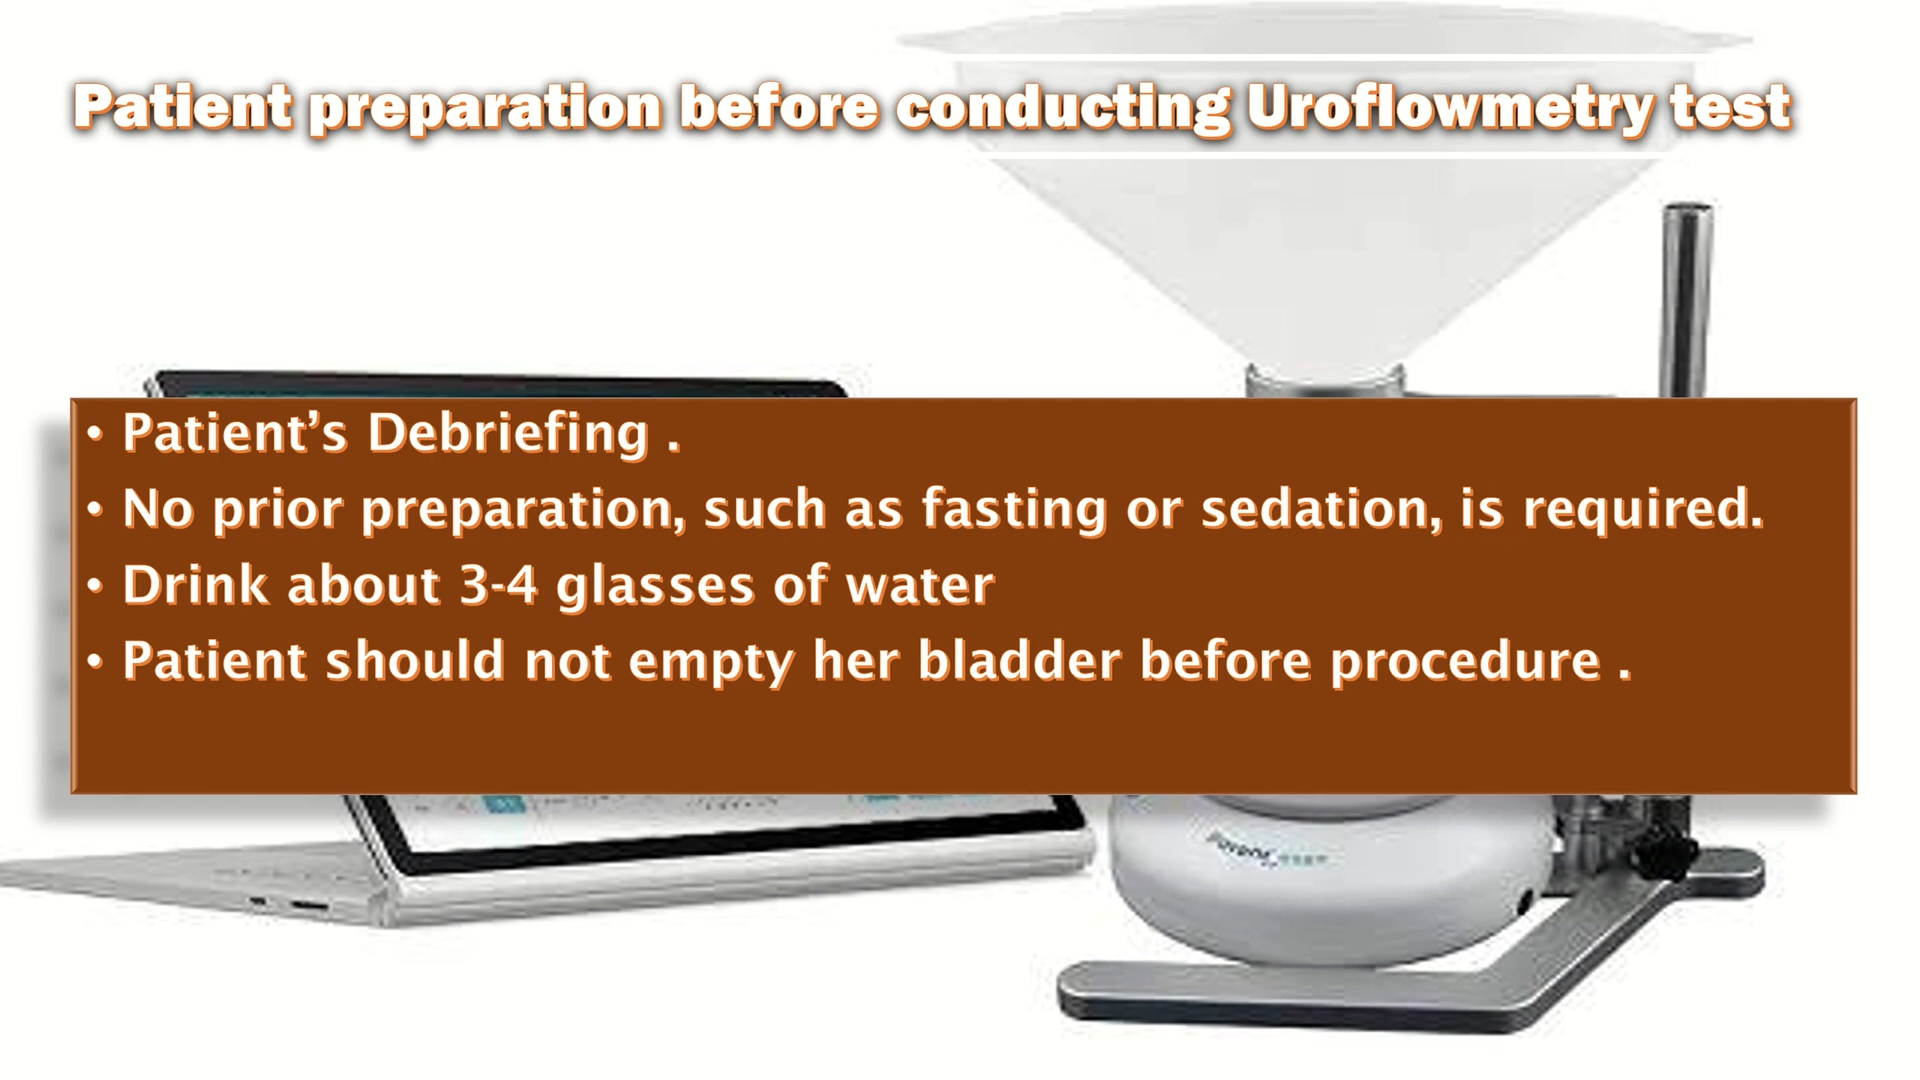 Patient preparation before conducting Uroflowmetry test
• Patient’s Debriefing .
• No prior preparation, such as fasting or sedation, is required.
• Drink about 3-4 glasses of water
• Patient should not empty her bladder before procedure .